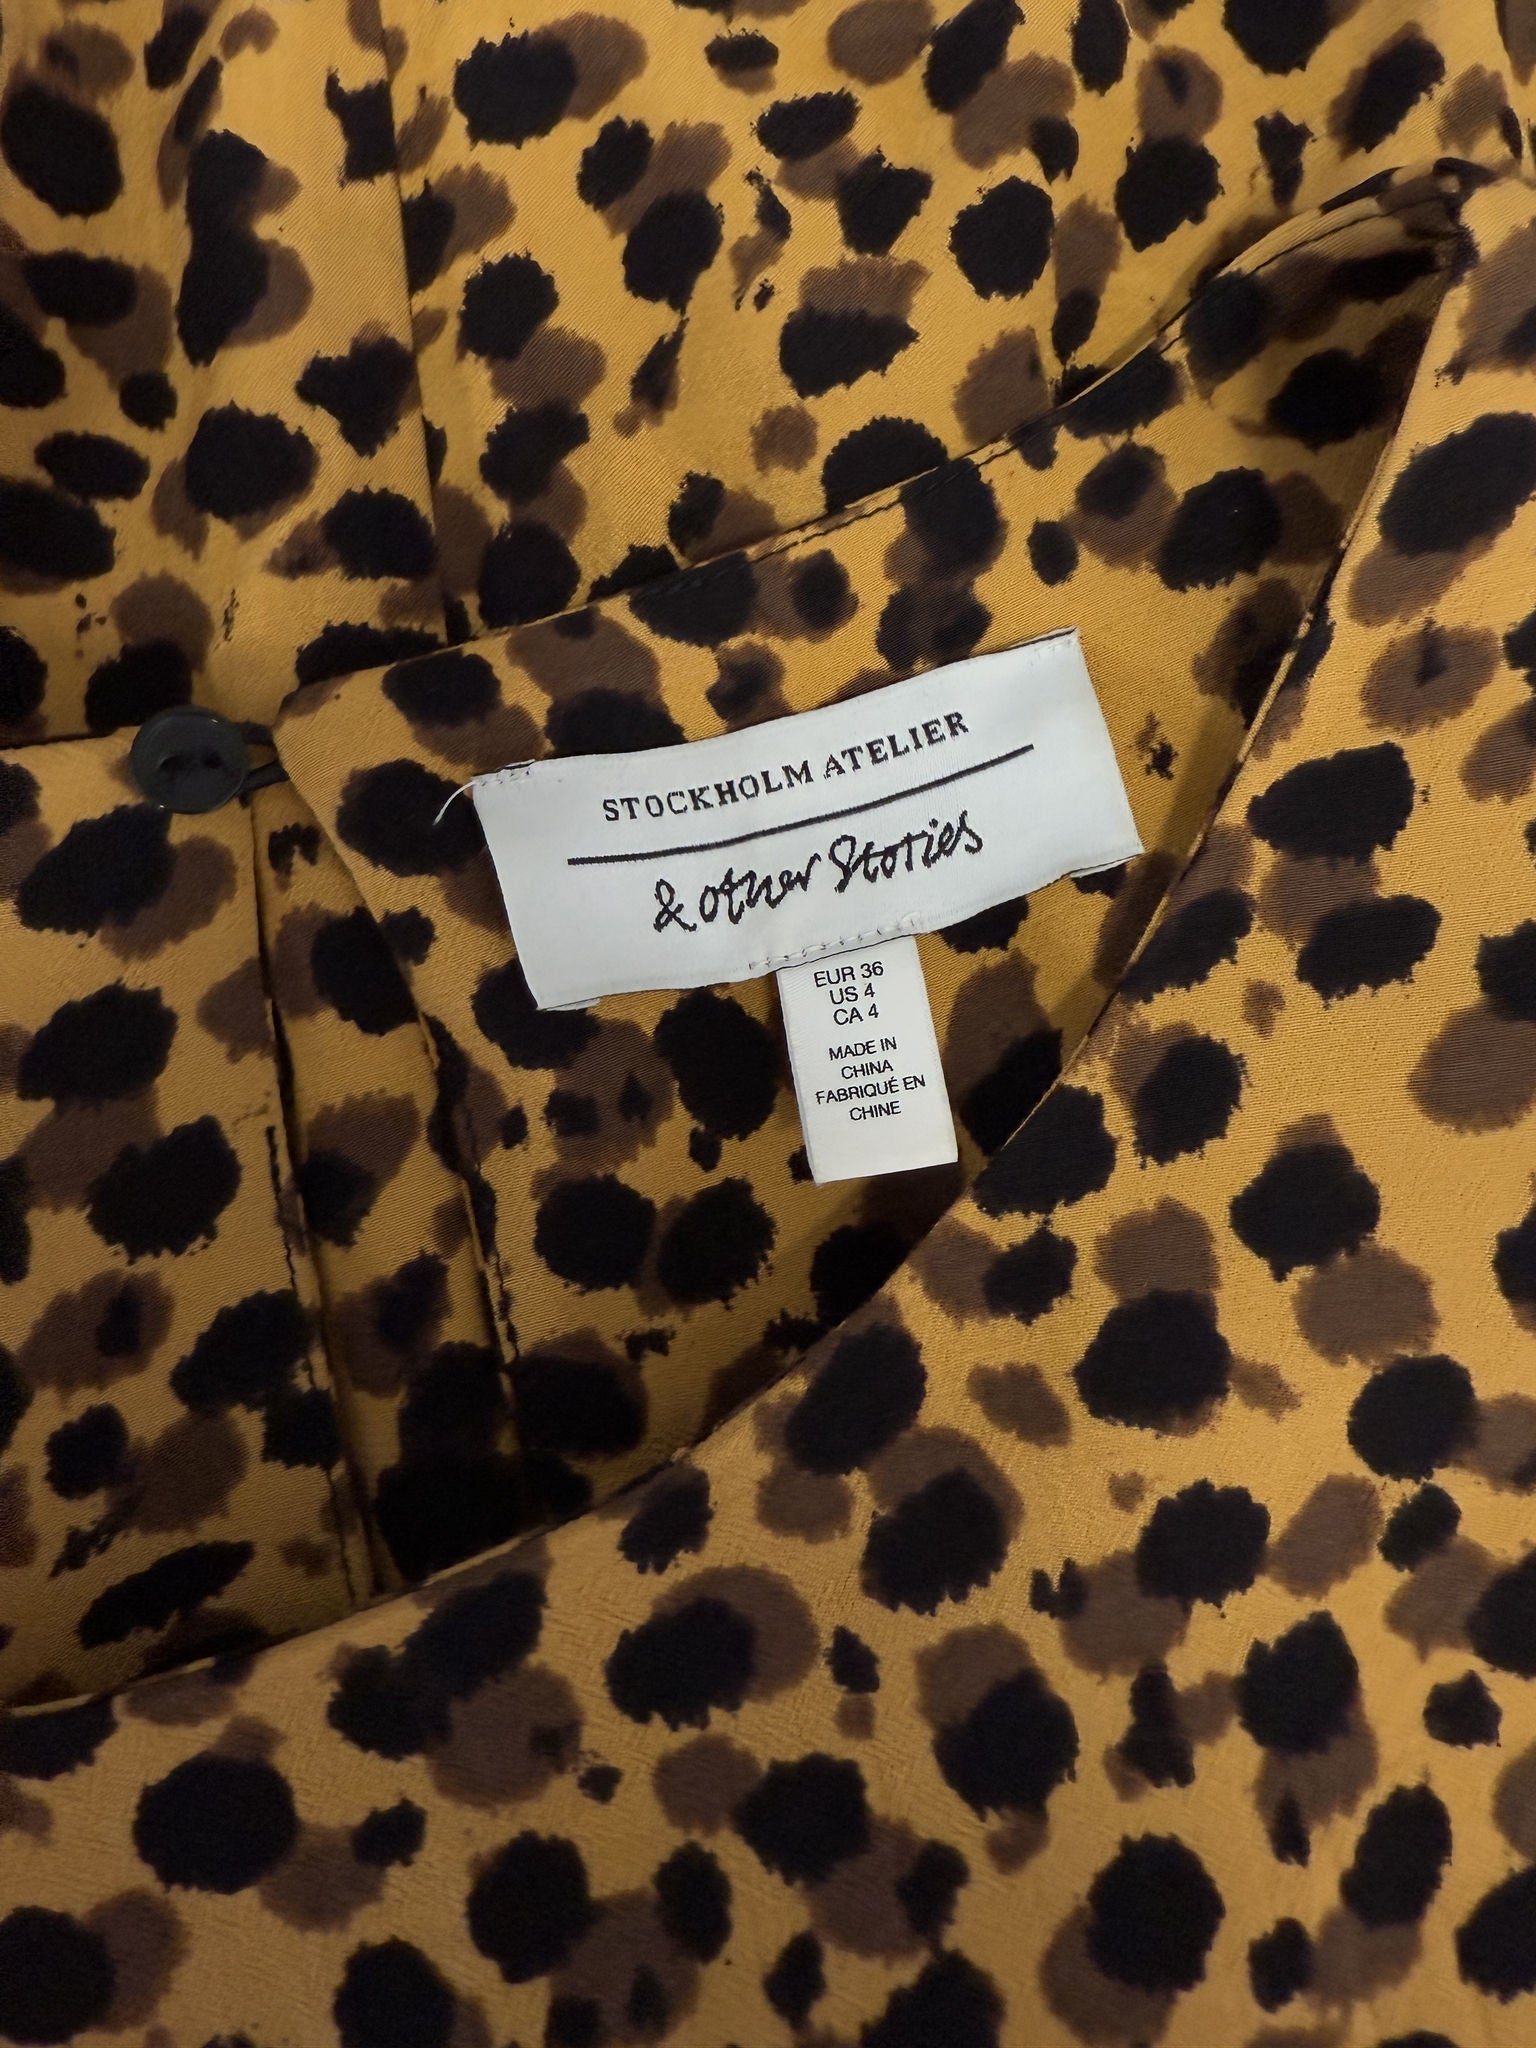 STOCKHOLM ATELIER
& other Stories
EUR 36
US 4
CA 4
MADE IN
CHINA
FABRIQUÉ EN
CHINE